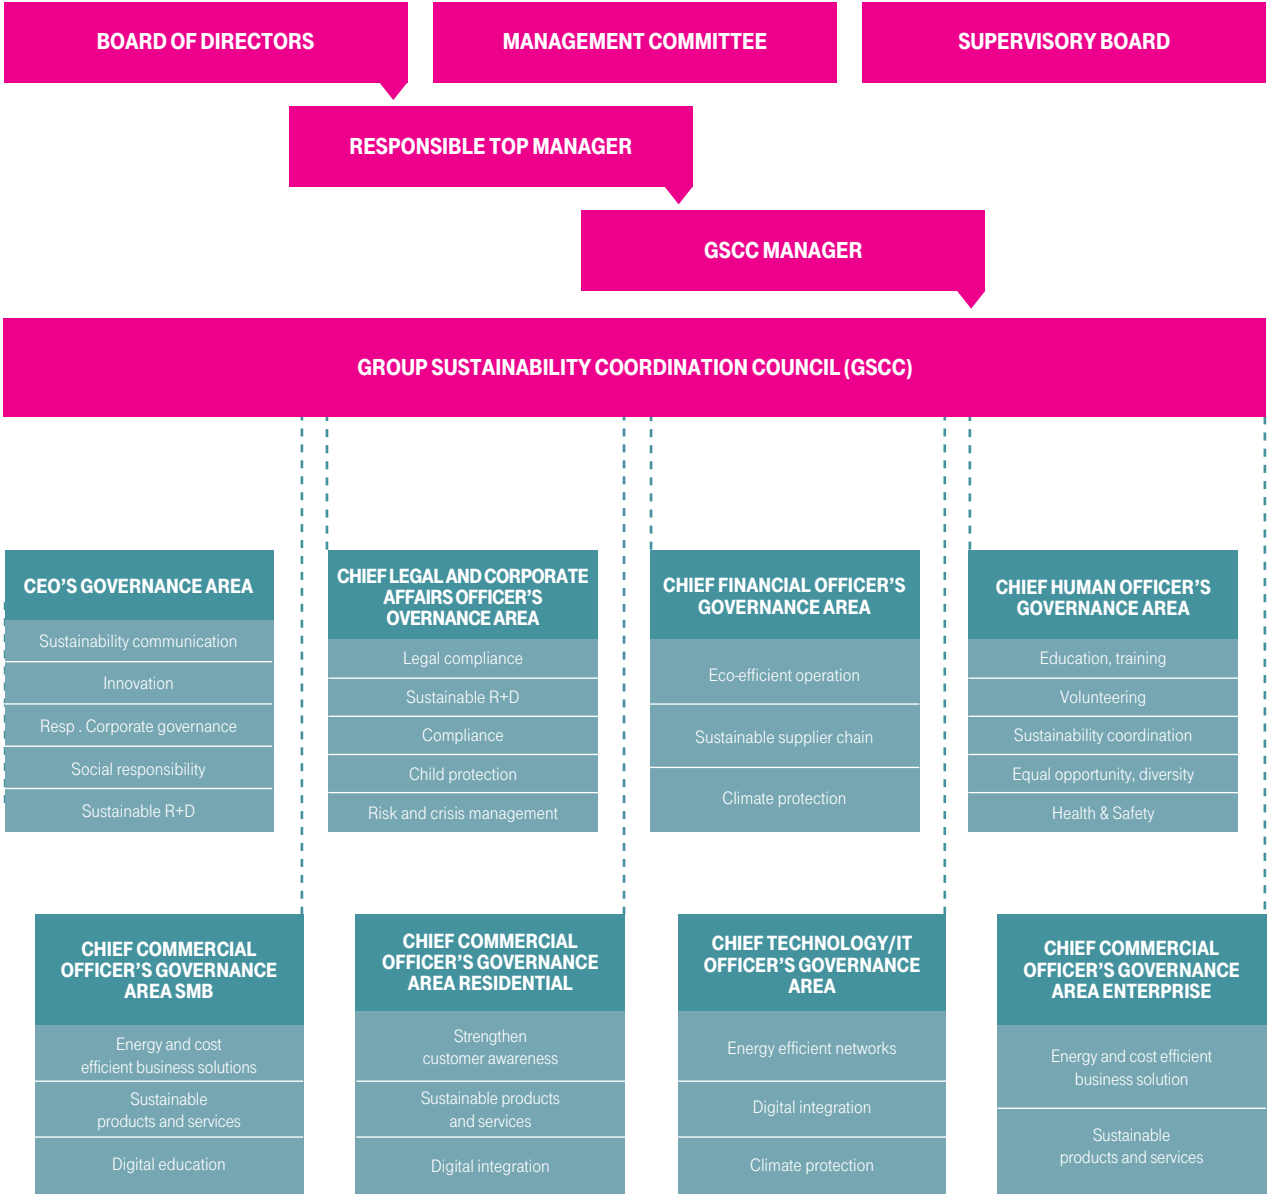 BOARD OF DIRECTORS
MANAGEMENT COMMITTEE
SUPERVISORY BOARD
RESPONSIBLE TOP MANAGER
GSCC MANAGER
GROUP SUSTAINABILITY COORDINATION COUNCIL (GSCC)
CEO'S GOVERNANCE AREA
Sustainability communication
Innovation
Resp . Corporate governance
Social responsibility
Sustainable R+D
CHIEF LEGAL AND CORPORATE
AFFAIRS OFFICER'S
OVERNANCE AREA
Legal compliance
Sustainable R+D
Compliance
Child protection
Risk and crisis management
CHIEF FINANCIAL OFFICER'S
GOVERNANCE AREA
Eco-efficient operation
Sustainable supplier chain
Climate protection
CHIEF HUMAN OFFICER'S
GOVERNANCE AREA
Education, training
Volunteering
Sustainability coordination
Equal opportunity, diversity
Health & Safety
CHIEF COMMERCIAL
OFFICER'S GOVERNANCE
AREA SMB
Energy and cost
efficient business solutions
Sustainable
products and services
Digital education
CHIEF COMMERCIAL
OFFICER'S GOVERNANCE
AREA RESIDENTIAL
Strengthen
customer awareness
Sustainable products
and services
Digital integration
CHIEF TECHNOLOGY/IT
OFFICER'S GOVERNANCE
AREA
Energy efficient networks
Digital integration
Climate protection
CHIEF COMMERCIAL
OFFICER'S GOVERNANCE
AREA ENTERPRISE
Energy and cost efficient
business solution
Sustainable
products and services